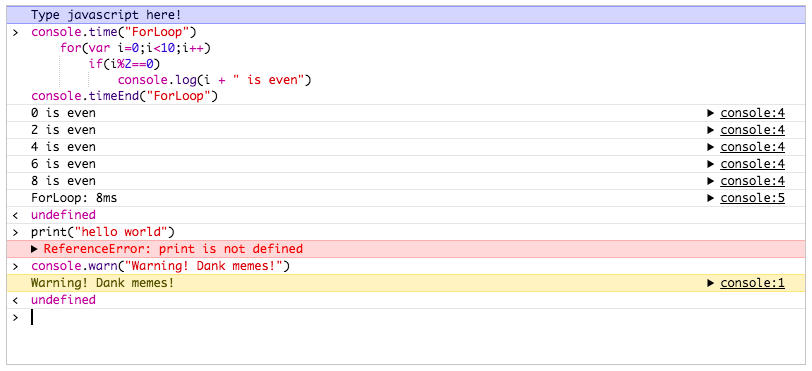 Type javascript here!
> console.time("ForLoop")
for(var i=0;i<10;i++)
if(i%2==0)
console.log(i + " is even")
console.timeEnd("ForLoop")
0 is even ▶ console:4
2 is even ▶ console:4
4 is even ▶ console:4
6 is even ▶ console:4
8 is even ▶ console:4
ForLoop: 8ms ▶ console:5
< undefined
> print("hello world")
▶ ReferenceError: print is not defined
> console.warn("Warning! Dank memes!")
Warning! Dank memes! ▶ console:1
< undefined
>